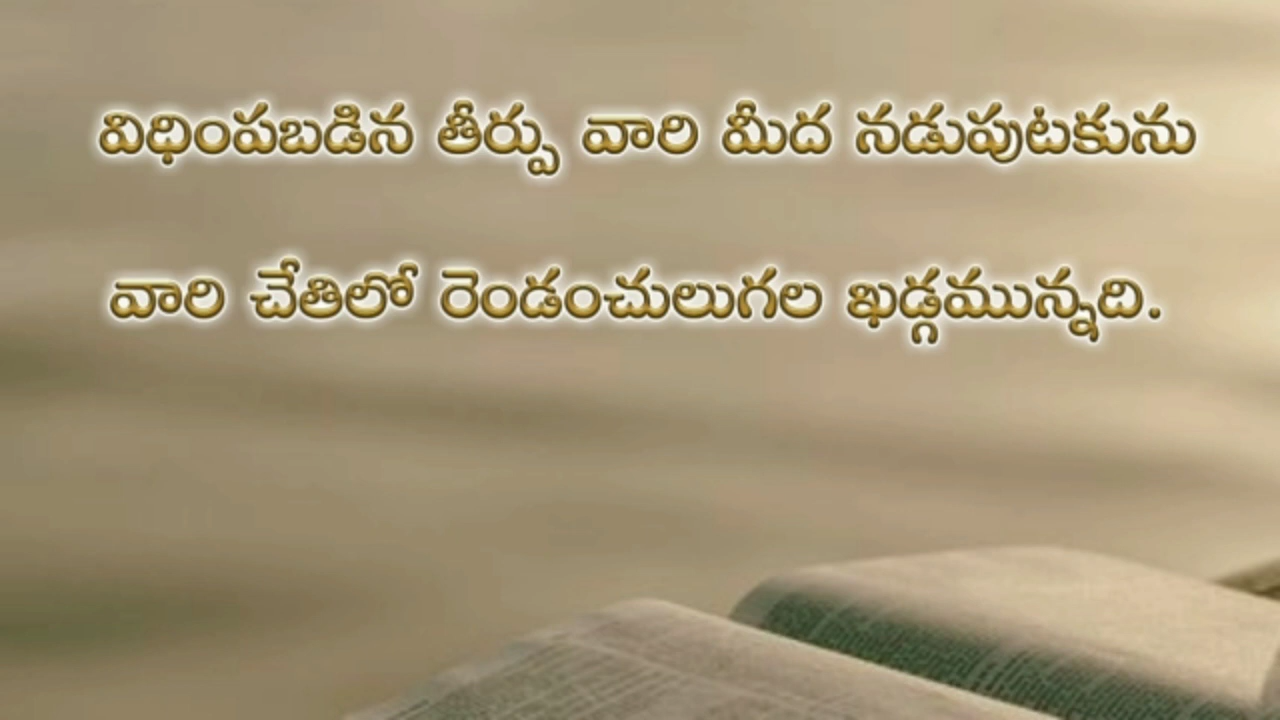 విధింపబడిన తీర్పు వారి మీద నడుపుటకును
వారి చేతిలో రెండంచులుగల ఖడ్గమున్నది.